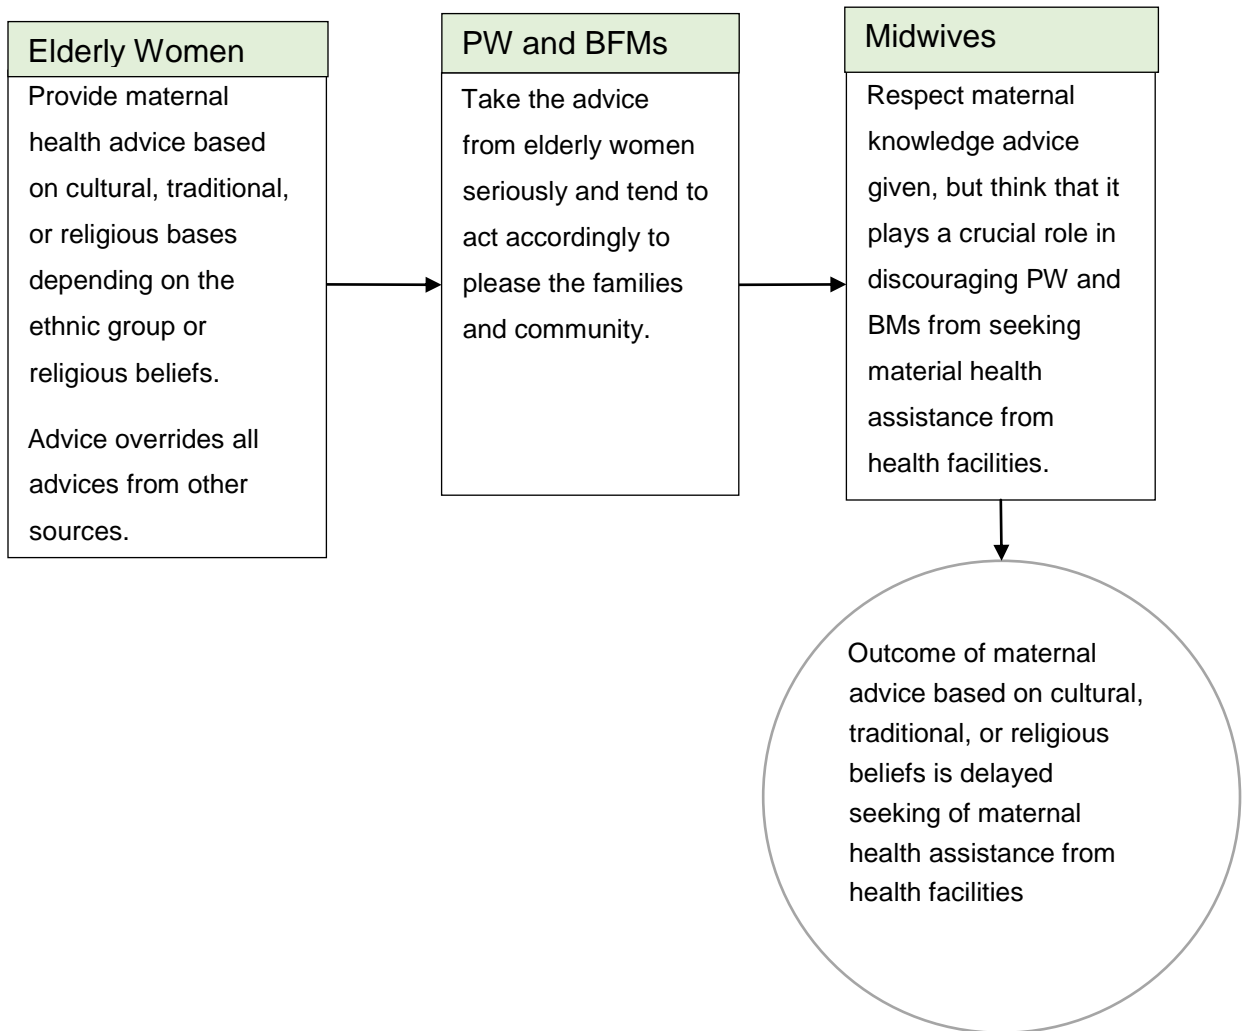 Elderly Women
Provide maternal
health advice based
on cultural, traditional,
or religious bases
depending on the
ethnic group or
religious beliefs.
Advice overrides all
advices from other
sources.
PW and BFMs
Take the advice
from elderly women
seriously and tend to
act accordingly to
please the families
and community.
Midwives
Respect maternal
knowledge advice
given, but think that it
plays a crucial role in
discouraging PW and
BMs from seeking
material health
assistance from
health facilities.
Outcome of maternal
advice based on cultural,
traditional, or religious
beliefs is delayed
seeking of maternal
health assistance from
health facilities